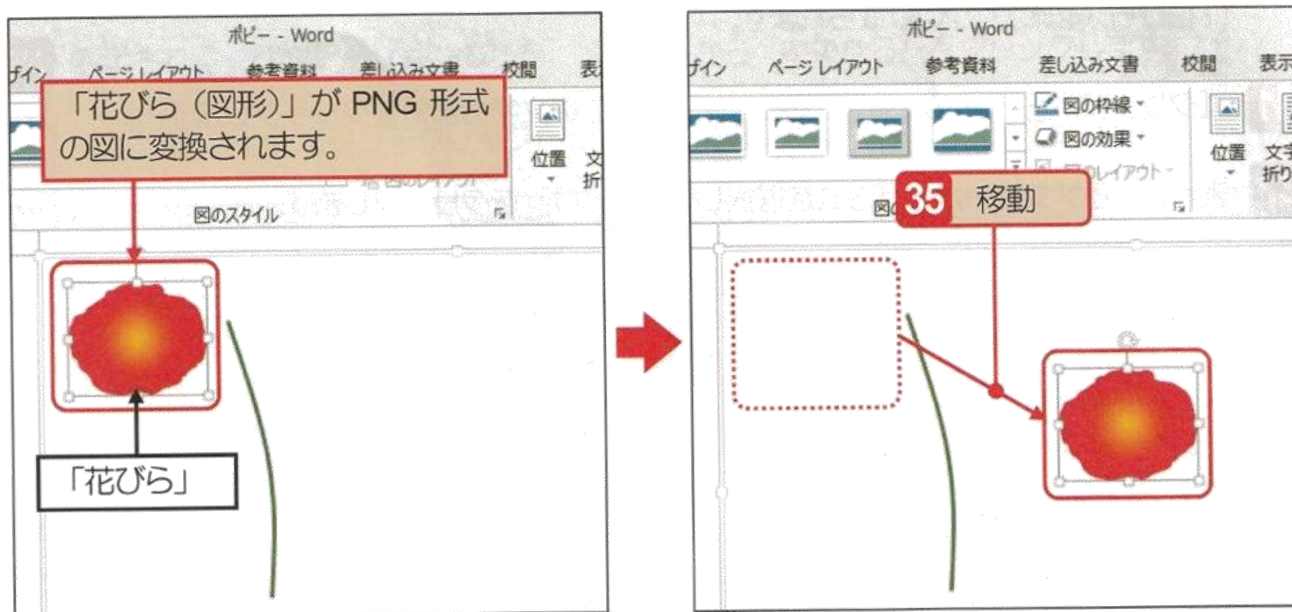 ポピー - Word
ザイン ページ レイアウト 参考資料 差し込み文書 校閲
「花びら（図形）」が PNG 形式
の図に変換されます。
位置
図のスタイル
「花びら」
ポピー - Word
ザイン ページ レイアウト 参考資料 差し込み文書 校閲 表示
図の枠線
図の効果
のレイアウト
位置
35 移動